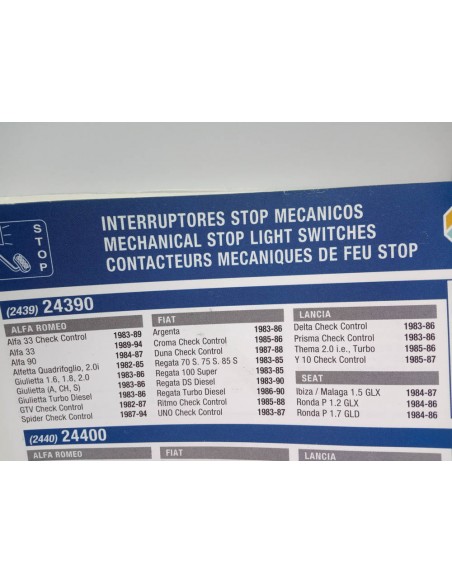 STOP
INTERRUPTORES STOP MECANICOS
MECHANICAL STOP LIGHT SWITCHES
CONTACTEURS MECANIQUES DE FEU STOP
(2439) 24390
ALFA ROMEO
Alfa 33 Check Control 1983-89
Alfa 33 1989-94
Alfa 90 1984-87
Alfetta Quadrifoglio, 2.0i 1982-85
Giulietta 1.6, 1.8, 2.0 1983-86
Giulietta (A, CH, S) 1983-86
Giulietta Turbo Diesel 1983-86
GTV Check Control 1982-87
Spider Check Control 1987-94
FIAT
Argenta 1983-86
Croma Check Control 1985-86
Duna Check Control 1987-88
Regata 70 S. 75 S. 85 S 1983-85
Regata 100 Super 1983-85
Regata DS Diesel 1983-90
Regata Turbo Diesel 1986-90
Ritmo Check Control 1985-88
UNO Check Control 1983-87
LANCIA
Delta Check Control 1983-86
Prisma Check Control 1983-86
Thema 2.0 i.e., Turbo 1985-86
Y 10 Check Control 1985-87
SEAT
Ibiza / Malaga 1.5 GLX 1984-87
Ronda P 1.2 GLX 1984-86
Ronda P 1.7 GLD 1984-86
(2440) 24400
ALFA ROMEO
FIAT
LANCIA